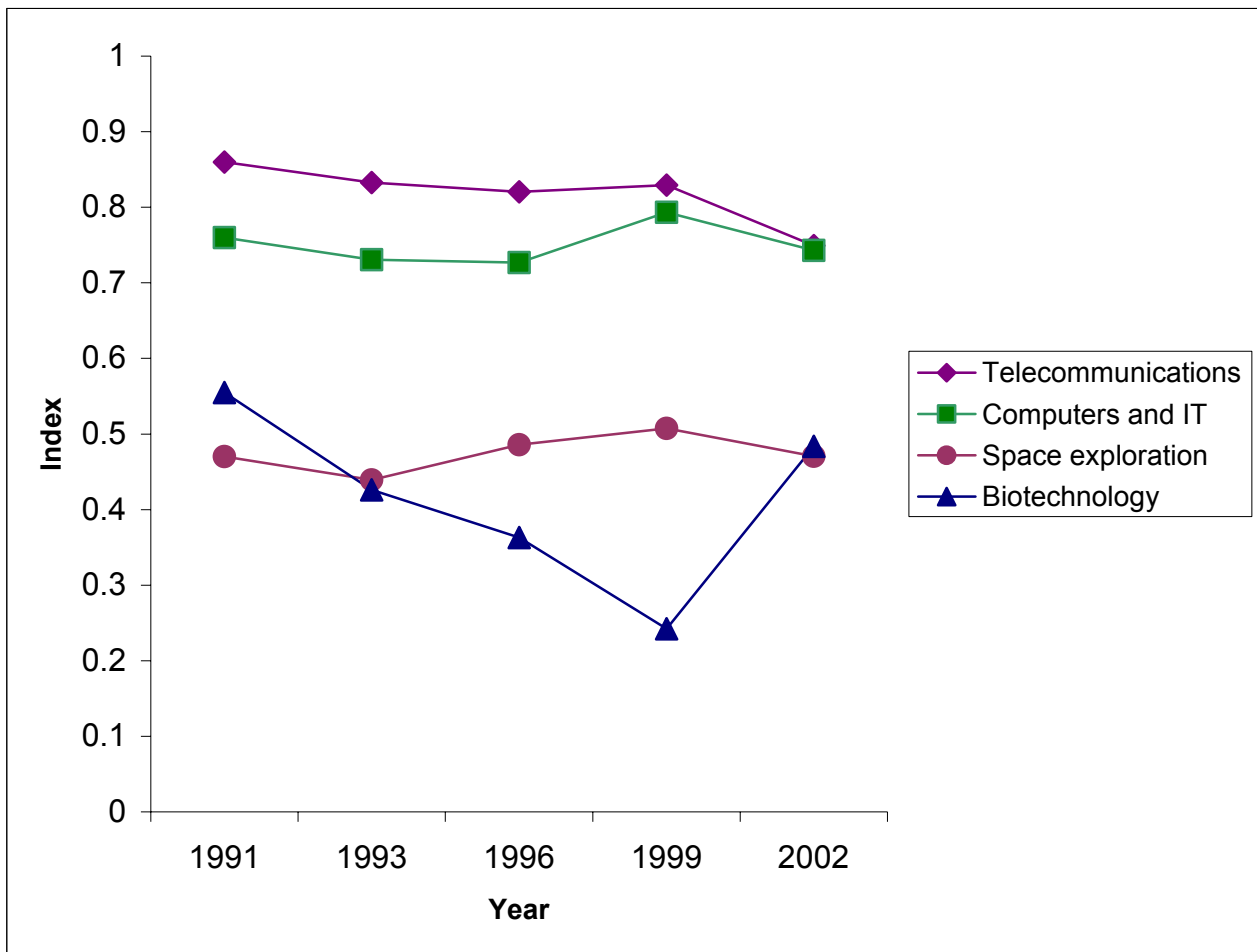 1
0.9
0.8
0.7
0.6
0.5
0.4
0.3
0.2
0.1
0
Index
1991 1993 1996 1999 2002
Year
Telecommunications
Computers and IT
Space exploration
Biotechnology